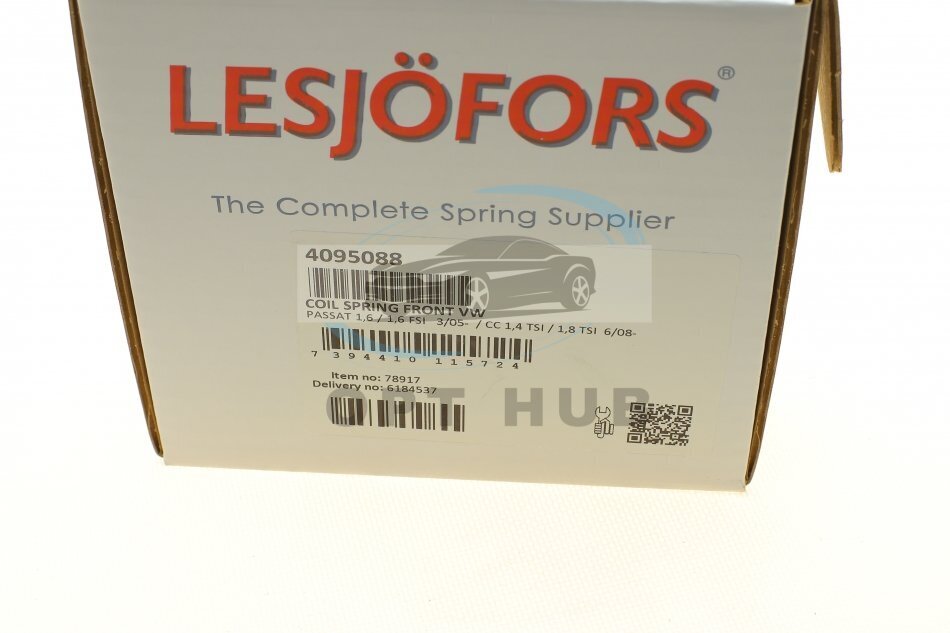 LESJÖFORS®
The Complete Spring Supplier
4095088
COIL SPRING FRONT VW
PASSAT 1,6 / 1,6 FSI 3/05- / CC 1,4 TSI / 1,8 TSI 6/08-
7 394410 115724
Item no: 78917
Delivery no: 6184537
OPT HUB